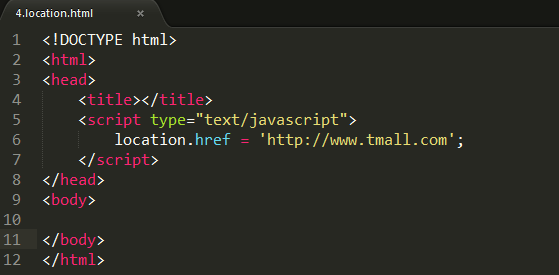 4.location.html ×
1 <!DOCTYPE html>
2 <html>
3 <head>
4     <title></title>
5     <script type="text/javascript">
6         location.href = 'http://www.tmall.com';
7     </script>
8 </head>
9 <body>
10
11 </body>
12 </html>